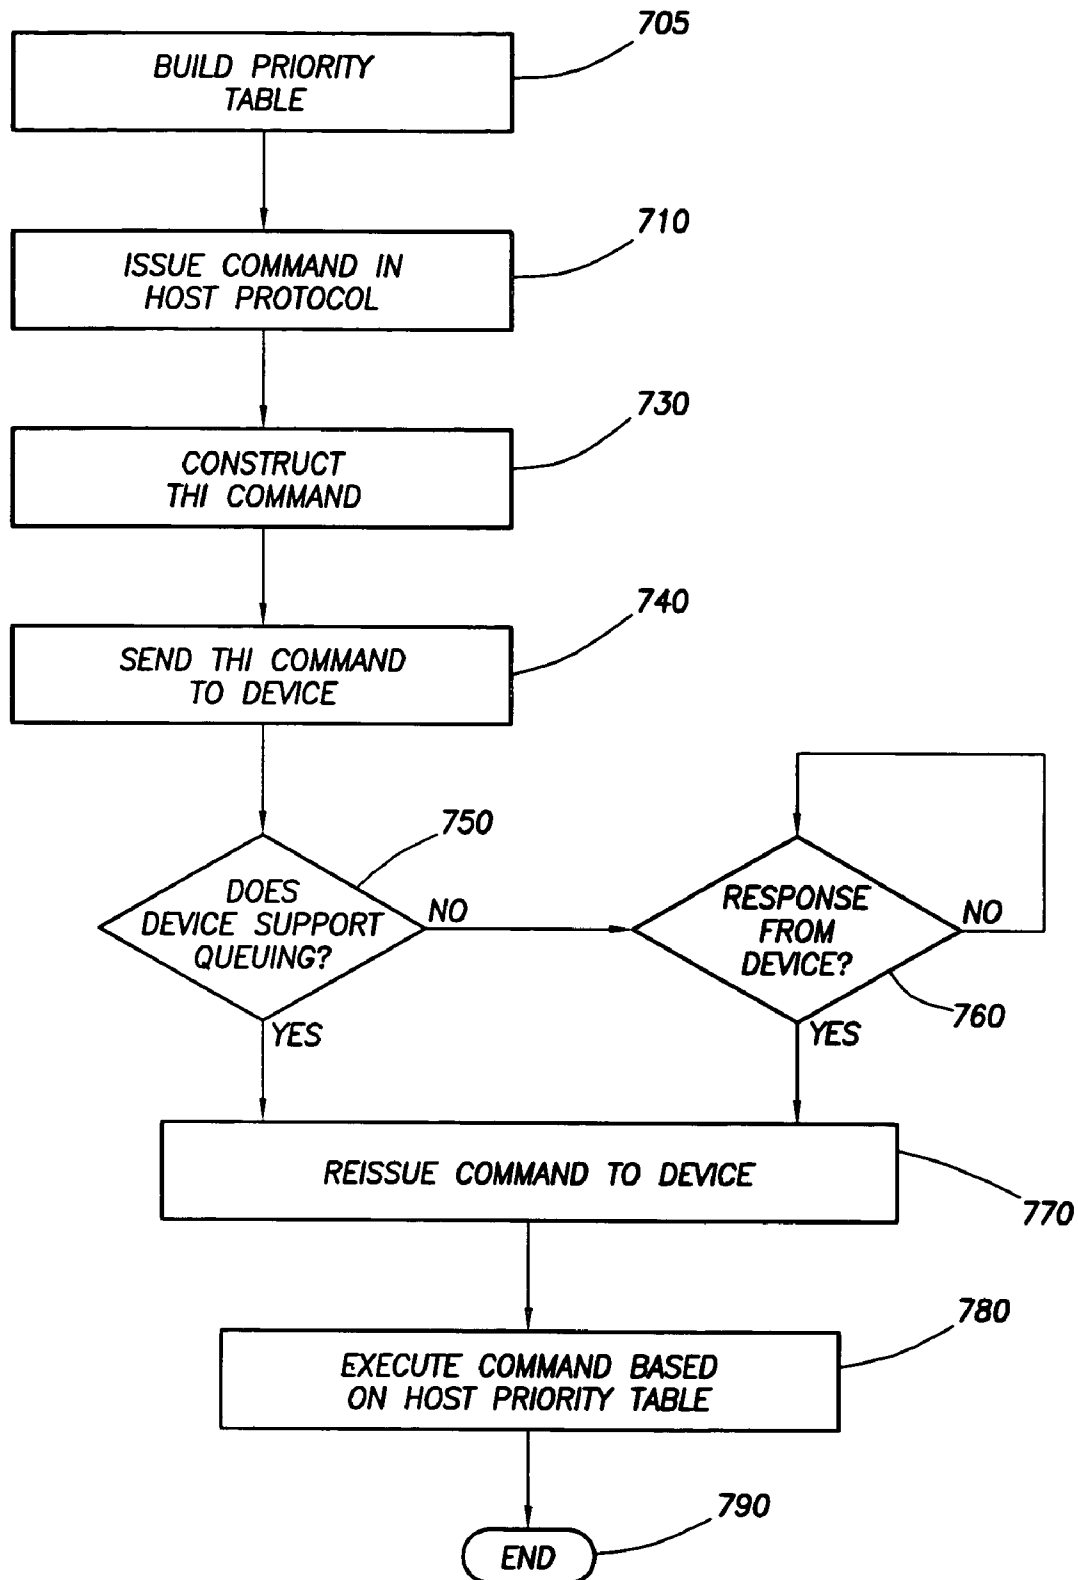 705
BUILD PRIORITY
TABLE
710
ISSUE COMMAND IN
HOST PROTOCOL
730
CONSTRUCT
THI COMMAND
740
SEND THI COMMAND
TO DEVICE
750
DOES
DEVICE SUPPORT
QUEUING?
NO
YES
RESPONSE
FROM
DEVICE?
NO
760
YES
REISSUE COMMAND TO DEVICE
770
780
EXECUTE COMMAND BASED
ON HOST PRIORITY TABLE
790
END